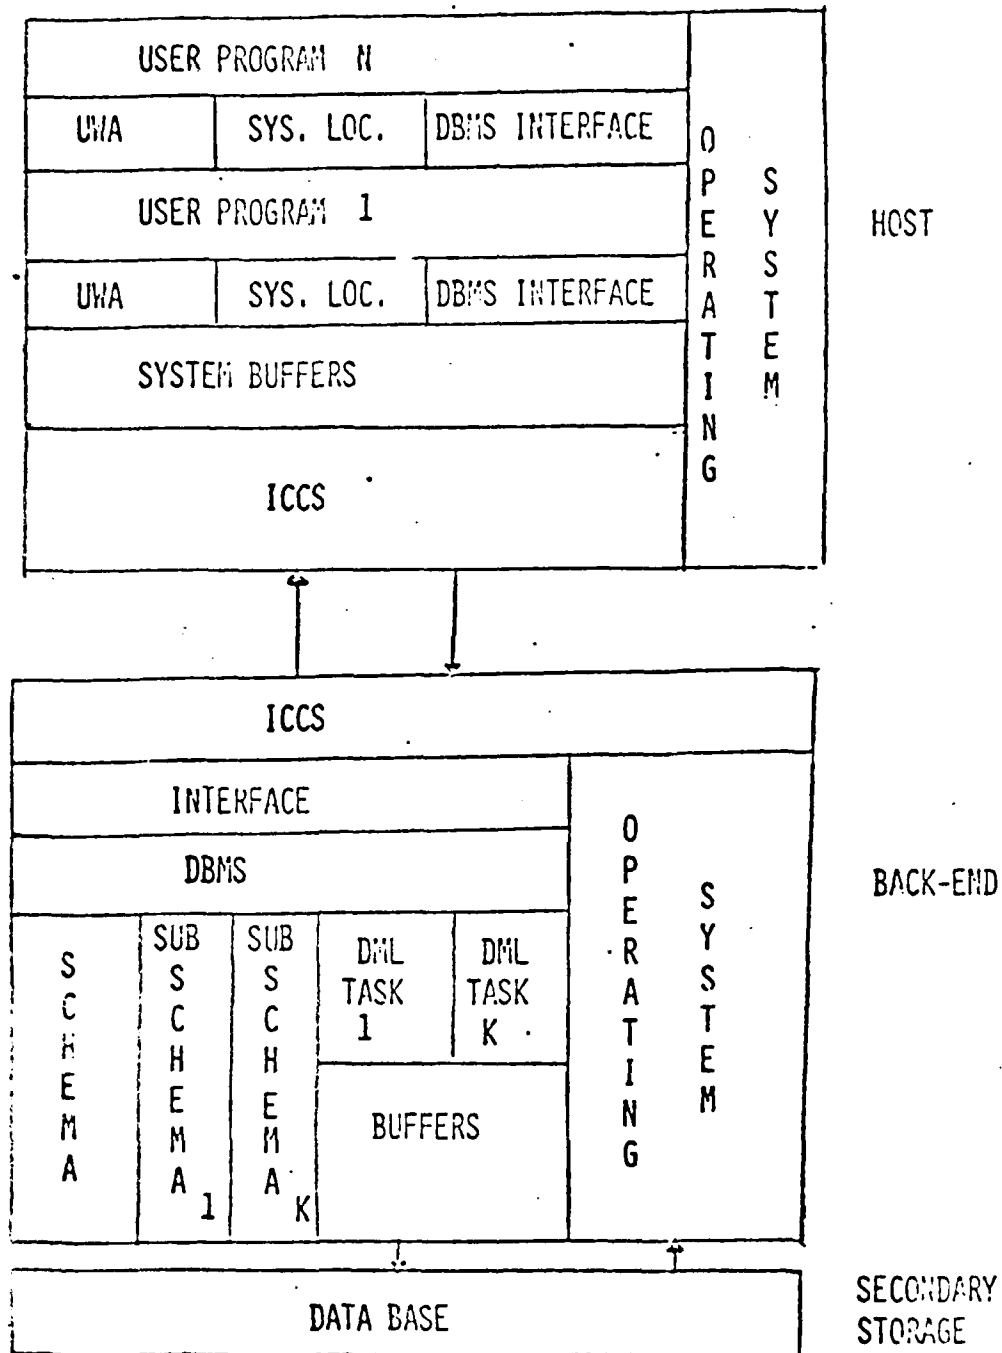 USER PROGRAM N
UWA SYS. LOC. DBMS INTERFACE
USER PROGRAM 1
UWA SYS. LOC. DBMS INTERFACE
SYSTEM BUFFERS
ICCS
OPERATING
SYSTEM
HOST
ICCS
INTERFACE
DBMS
SCHEMA
SUB
SCHEMA
1
SUB
SCHEMA
K
DML
TASK
1
DML
TASK
K
BUFFERS
OPERATING
SYSTEM
BACK-END
DATA BASE
SECONDARY
STORAGE